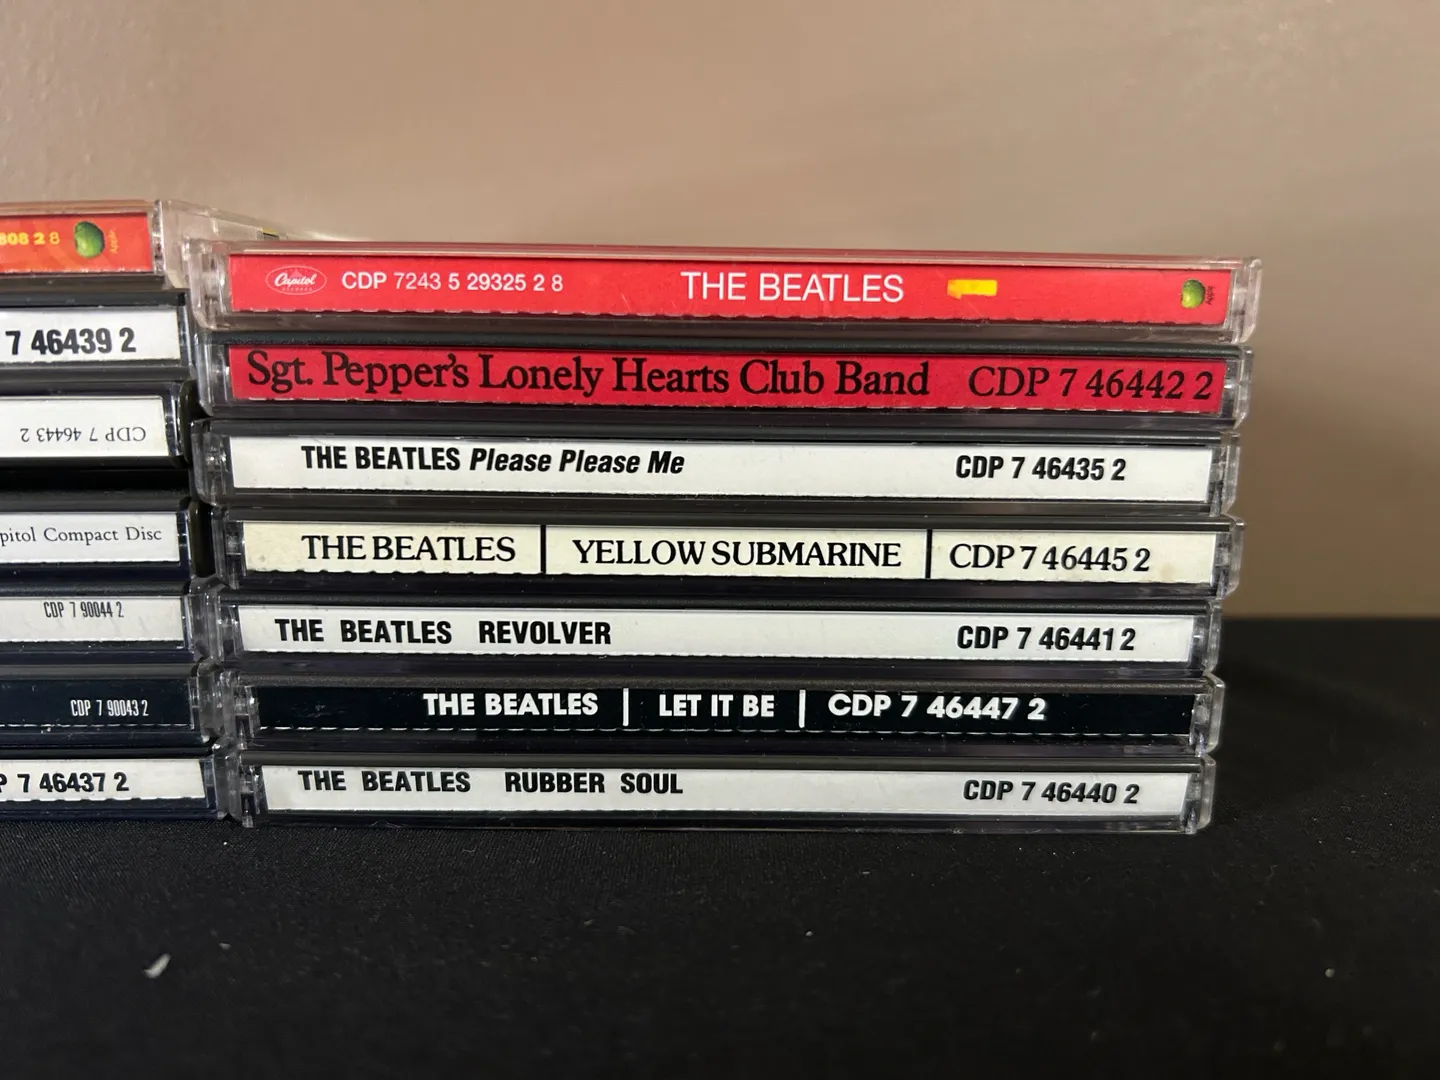 808 2 8
Apple
7 46439 2
CDP 7 46443 2
pitol Compact Disc
CDP 7 90044 2
CDP 7 90043 2
P 7 46437 2
Capitol CDP 7243 5 29325 2 8 THE BEATLES 1 Apple
Sgt. Pepper's Lonely Hearts Club Band CDP 7 46442 2
THE BEATLES Please Please Me CDP 7 46435 2
THE BEATLES YELLOW SUBMARINE CDP 7 46445 2
THE BEATLES REVOLVER CDP 7 46441 2
THE BEATLES | LET IT BE | CDP 7 46447 2
THE BEATLES RUBBER SOUL CDP 7 46440 2